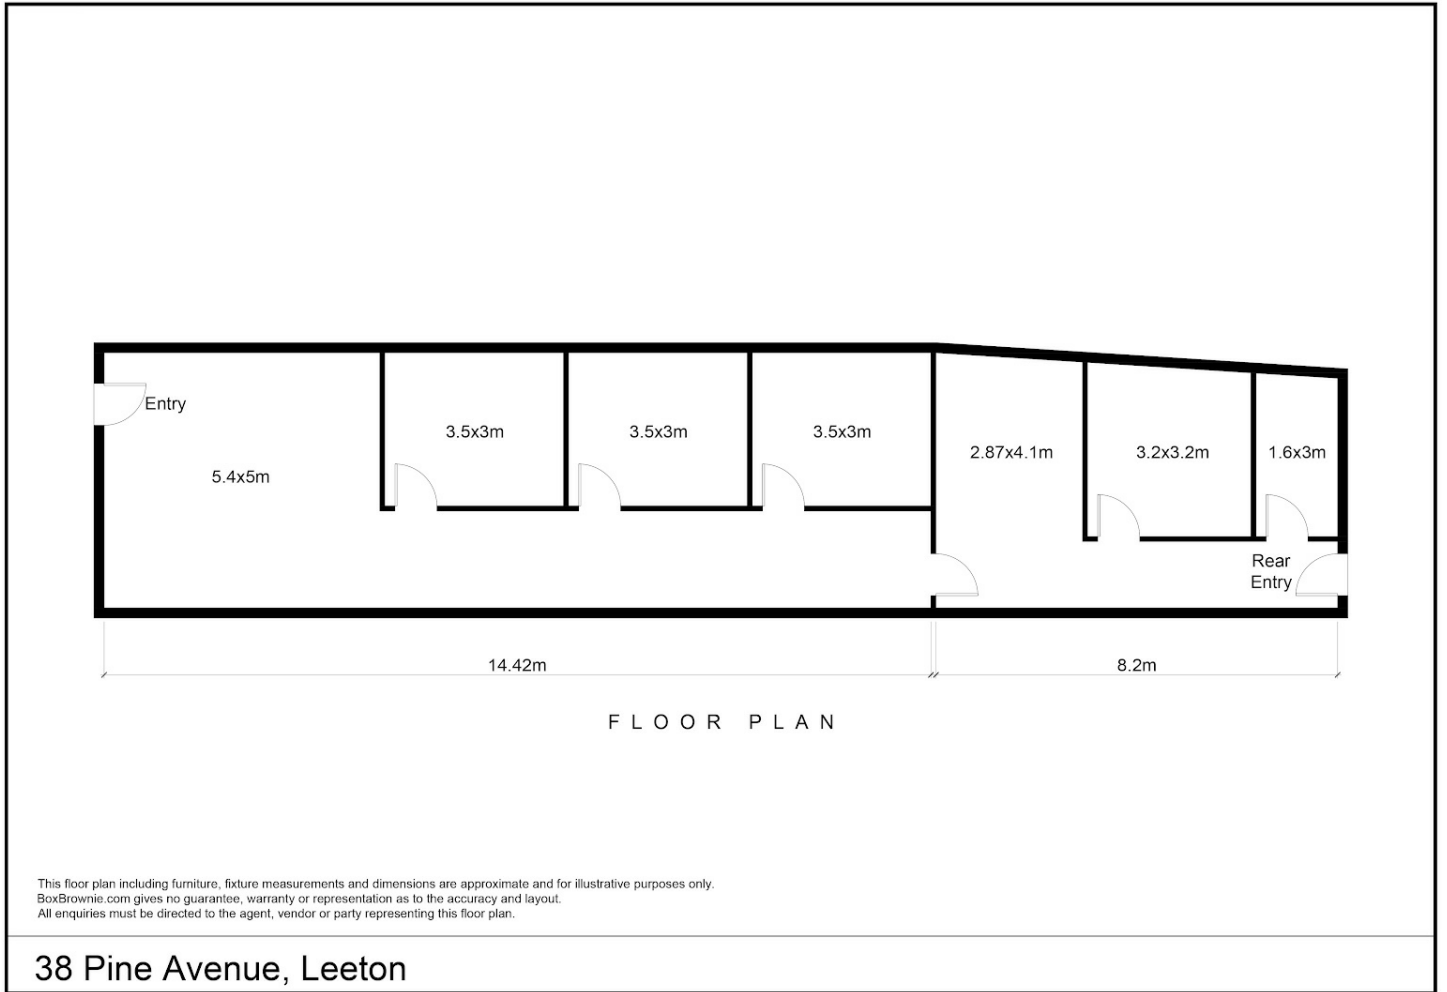 Entry
5.4x5m
3.5x3m
3.5x3m
3.5x3m
2.87x4.1m
3.2x3.2m
1.6x3m
Rear
Entry
14.42m
8.2m
FLOOR PLAN
This floor plan including furniture, fixture measurements and dimensions are approximate and for illustrative purposes only.
BoxBrownie.com gives no guarantee, warranty or representation as to the accuracy and layout.
All enquiries must be directed to the agent, vendor or party representing this floor plan.
38 Pine Avenue, Leeton